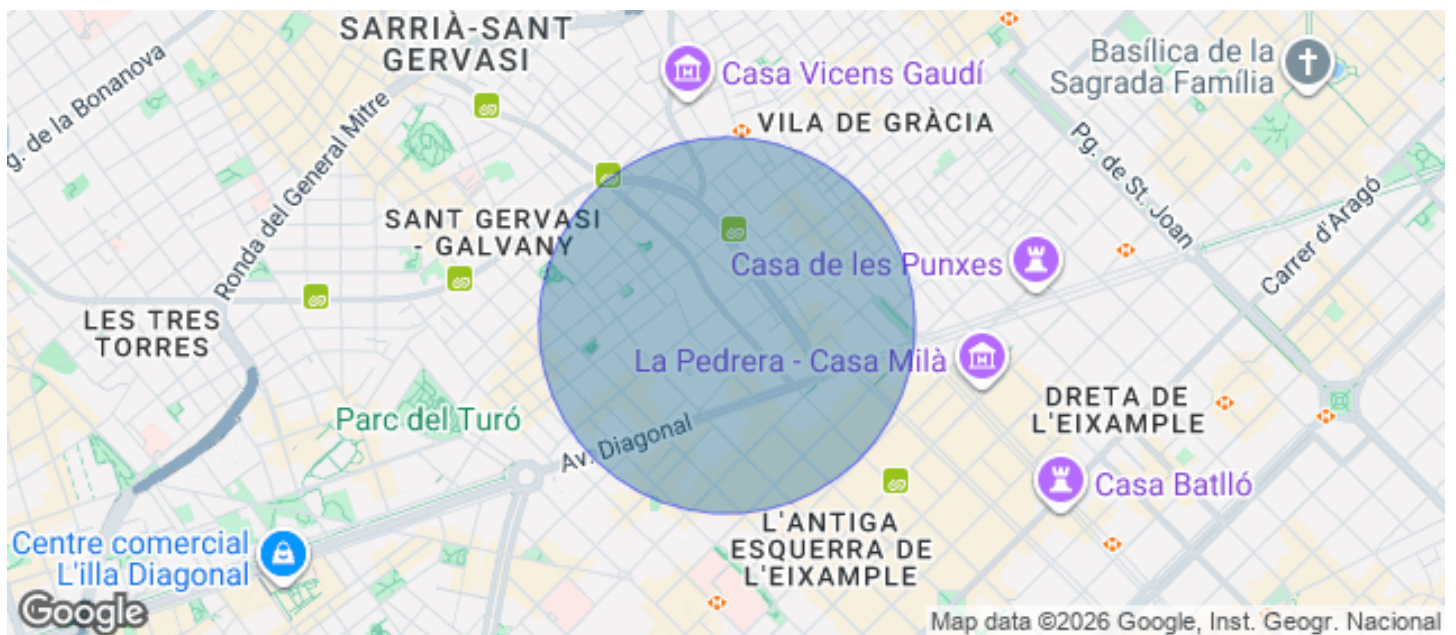 SARRIÀ-SANT
GERVASI
Casa Vicens Gaudí
Basílica de la
Sagrada Família
g. de la Bonanova
Ronda del General Mitre
VILA DE GRÀCIA
Pg. de St. Joan
Carrer d'Aragó
SANT GERVASI
- GALVANY
Casa de les Punxes
LES TRES
TORRES
La Pedrera - Casa Milà
DRETA DE
L'EIXAMPLE
Parc del Turó
Av. Diagonal
Casa Batlló
L'ANTIGA
ESQUERRA DE
L'EIXAMPLE
Centre comercial
L'illa Diagonal
Google
Map data ©2026 Google, Inst. Geogr. Nacional